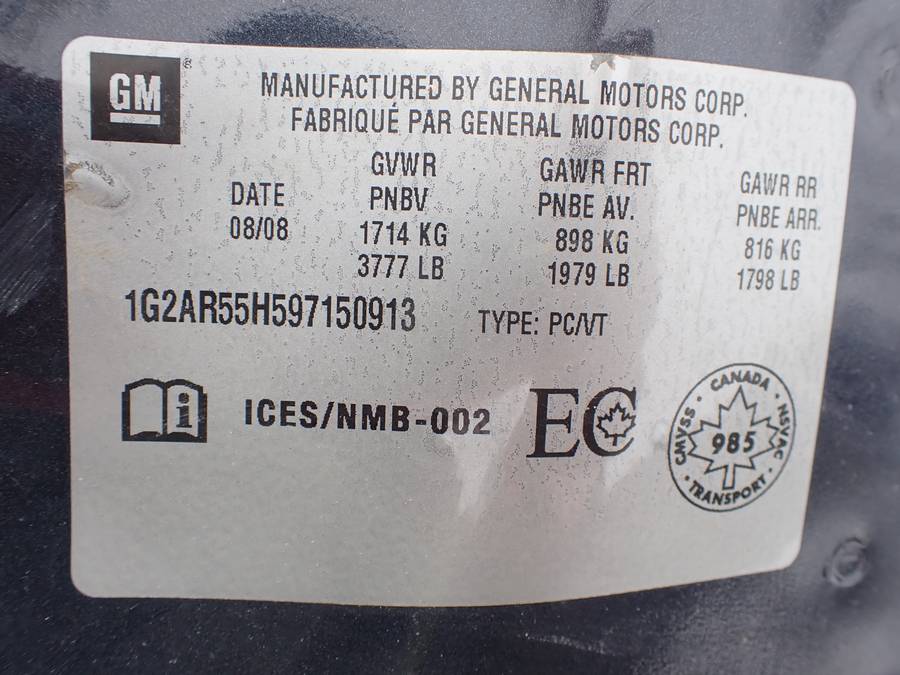 GM®
MANUFACTURED BY GENERAL MOTORS CORP.
FABRIQUÉ PAR GENERAL MOTORS CORP.
DATE
08/08
GVWR
PNBV
1714 KG
3777 LB
GAWR FRT
PNBE AV.
898 KG
1979 LB
GAWR RR
PNBE ARR.
816 KG
1798 LB
1G2AR55H597150913
TYPE: PC/VT
i
ICES/NMB-002
EC
CANADA
CMVSS · NSVAC
985
TRANSPORT